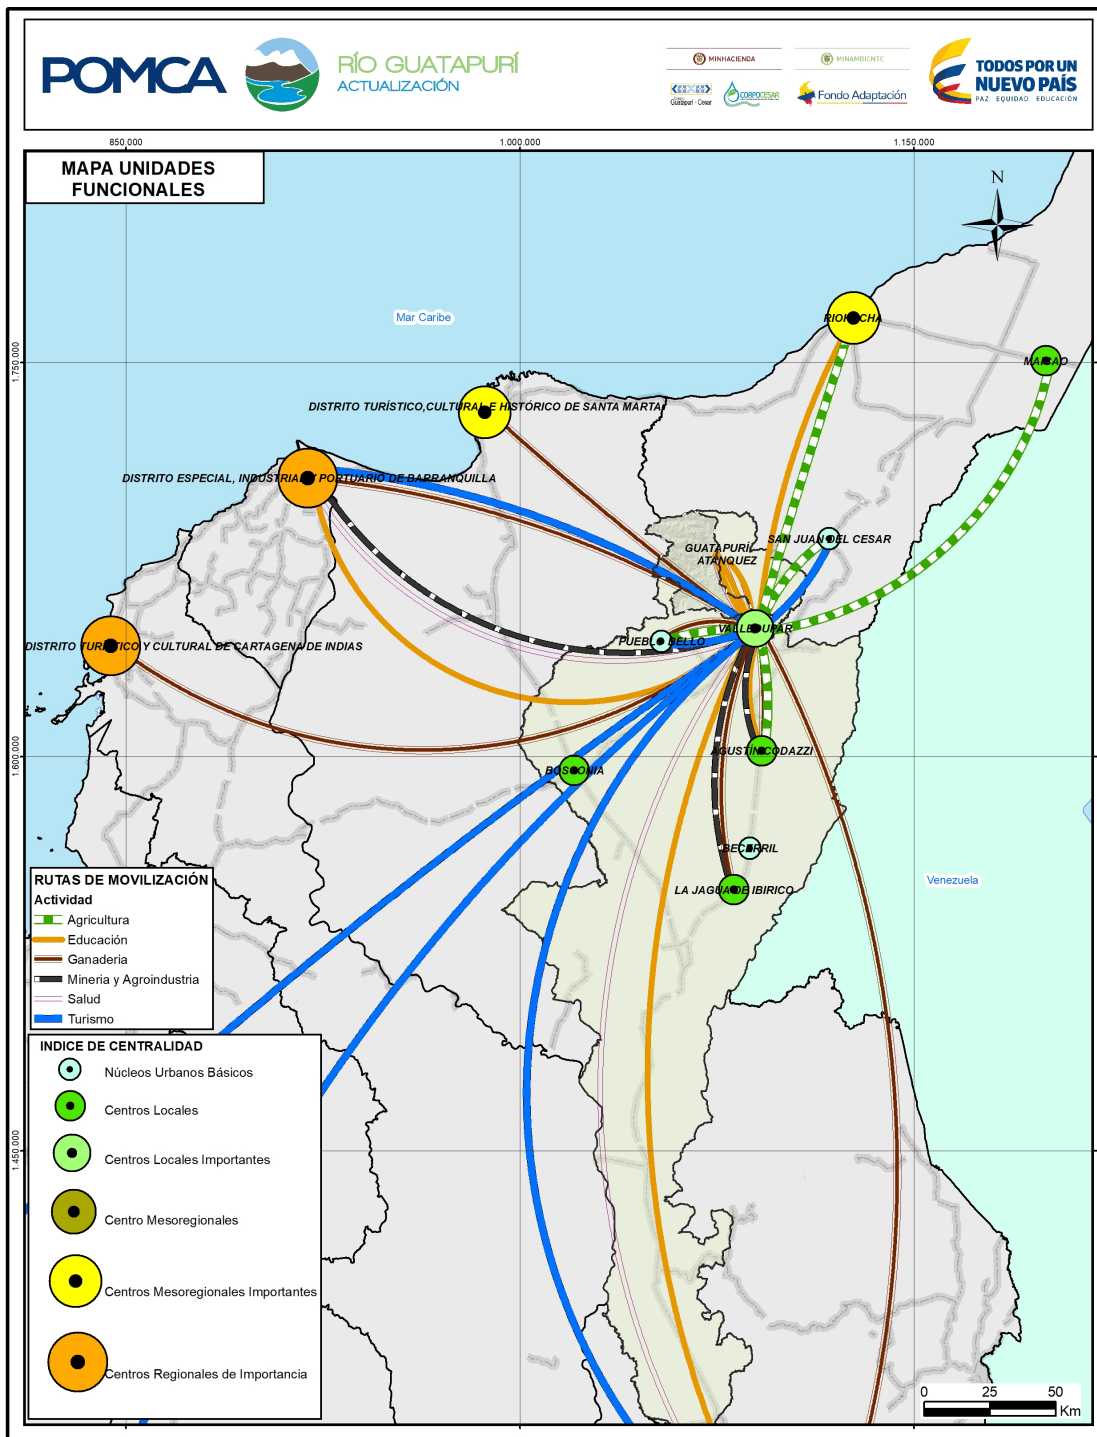 POMCA
RÍO GUATAPURÍ
ACTUALIZACIÓN
MINHACIENDA
MINAMBIENTE
Guatapurí - Cesar
CORPOCESAR
Fondo Adaptación
TODOS POR UN
NUEVO PAÍS
PAZ EQUIDAD EDUCACIÓN
850.000
1.000.000
1.150.000
MAPA UNIDADES
FUNCIONALES
N
Mar Caribe
RIOHACHA
1.750.000
MAICAO
DISTRITO TURÍSTICO,CULTURAL E HISTÓRICO DE SANTA MARTA
DISTRITO ESPECIAL, INDUSTRIAL Y PORTUARIO DE BARRANQUILLA
SAN JUAN DEL CESAR
GUATAPURÍ
ATANQUEZ
VALLEDUPAR
PUEBLO BELLO
DISTRITO TURÍSTICO Y CULTURAL DE CARTAGENA DE INDIAS
1.600.000
AGUSTÍN CODAZZI
BOSCONIA
BECERRIL
LA JAGUA DE IBIRICO
Venezuela
RUTAS DE MOVILIZACIÓN
Actividad
Agricultura
Educación
Ganaderia
Mineria y Agroindustria
Salud
Turismo
INDICE DE CENTRALIDAD
Núcleos Urbanos Básicos
Centros Locales
Centros Locales Importantes
Centro Mesoregionales
Centros Mesoregionales Importantes
Centros Regionales de Importancia
1.450.000
0 25 50
Km